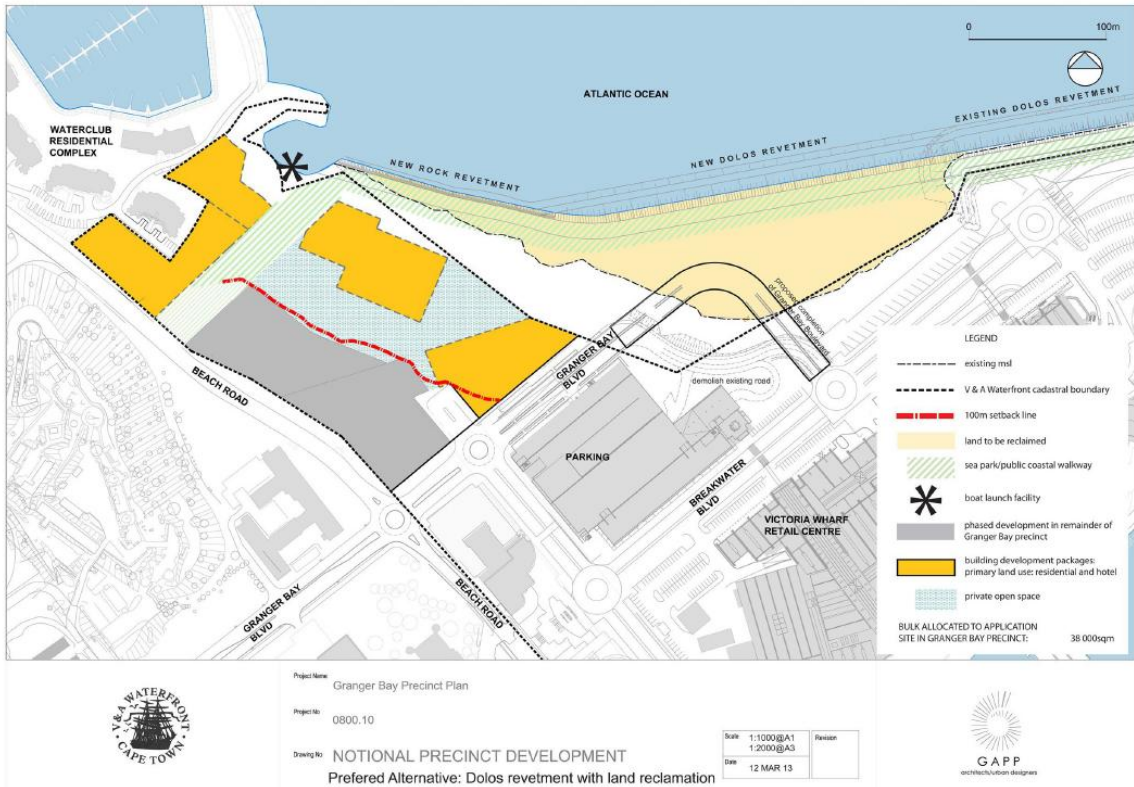 0 100m
ATLANTIC OCEAN
WATERCLUB
RESIDENTIAL
COMPLEX
NEW ROCK REVETMENT
NEW DOLOS REVETMENT
EXISTING DOLOS REVETMENT
proposed completion
of Granger Bay Boulevard
GRANGER BAY
BLVD
demolish existing road
BEACH ROAD
PARKING
BREAKWATER
BLVD
VICTORIA WHARF
RETAIL CENTRE
GRANGER BAY
BLVD
BEACH ROAD
LEGEND
existing msl
V & A Waterfront cadastral boundary
100m setback line
land to be reclaimed
sea park/public coastal walkway
boat launch facility
phased development in remainder of
Granger Bay precinct
building development packages:
primary land use: residential and hotel
private open space
BULK ALLOCATED TO APPLICATION
SITE IN GRANGER BAY PRECINCT: 38 000sqm
V&A WATERFRONT
CAPE TOWN
Project Name
Granger Bay Precinct Plan
Project No
0800.10
Drawing No NOTIONAL PRECINCT DEVELOPMENT
Prefered Alternative: Dolos revetment with land reclamation
Scale 1:1000@A1
1:2000@A3
Revision
Date
12 MAR 13
GAPP
architects/urban designers